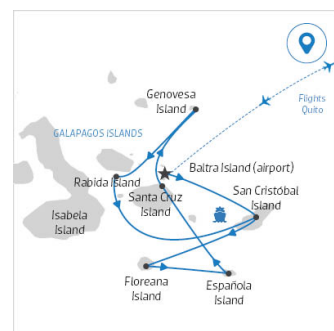 Genovesa
Island
Flights
Quito
GALAPAGOS ISLANDS
Baltra Island (airport)
Rabida Island
Santa Cruz
Island
San Cristóbal
Island
Isabela
Island
Floreana
Island
Española
Island